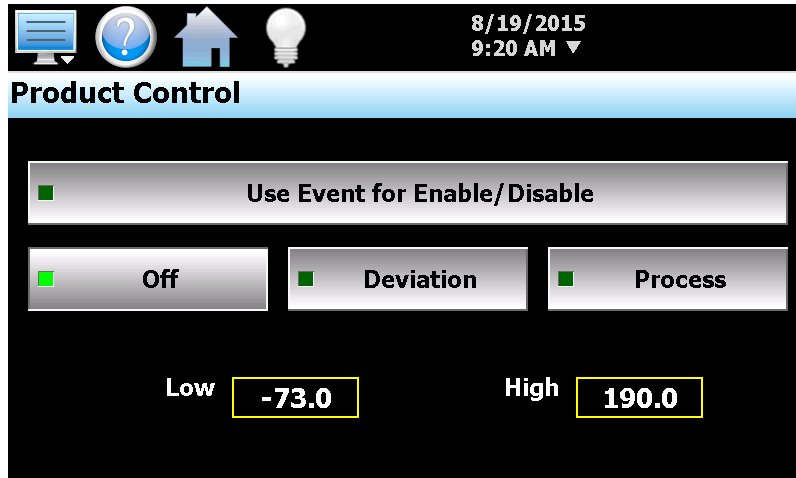 ?
8/19/2015
9:20 AM ▼
Product Control
Use Event for Enable/Disable
Off
Deviation
Process
Low
-73.0
High
190.0